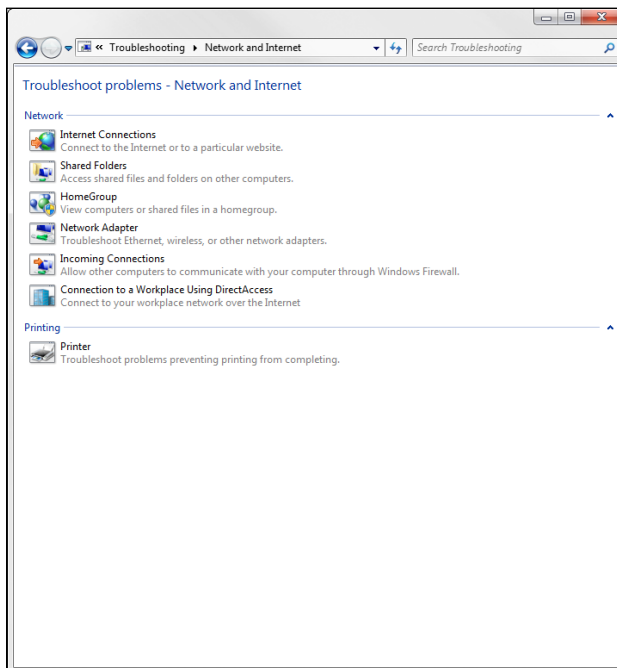 « Troubleshooting Network and Internet
Search Troubleshooting
Troubleshoot problems - Network and Internet
Network
Internet Connections
Connect to the Internet or to a particular website.
Shared Folders
Access shared files and folders on other computers.
HomeGroup
View computers or shared files in a homegroup.
Network Adapter
Troubleshoot Ethernet, wireless, or other network adapters.
Incoming Connections
Allow other computers to communicate with your computer through Windows Firewall.
Connection to a Workplace Using DirectAccess
Connect to your workplace network over the Internet
Printing
Printer
Troubleshoot problems preventing printing from completing.